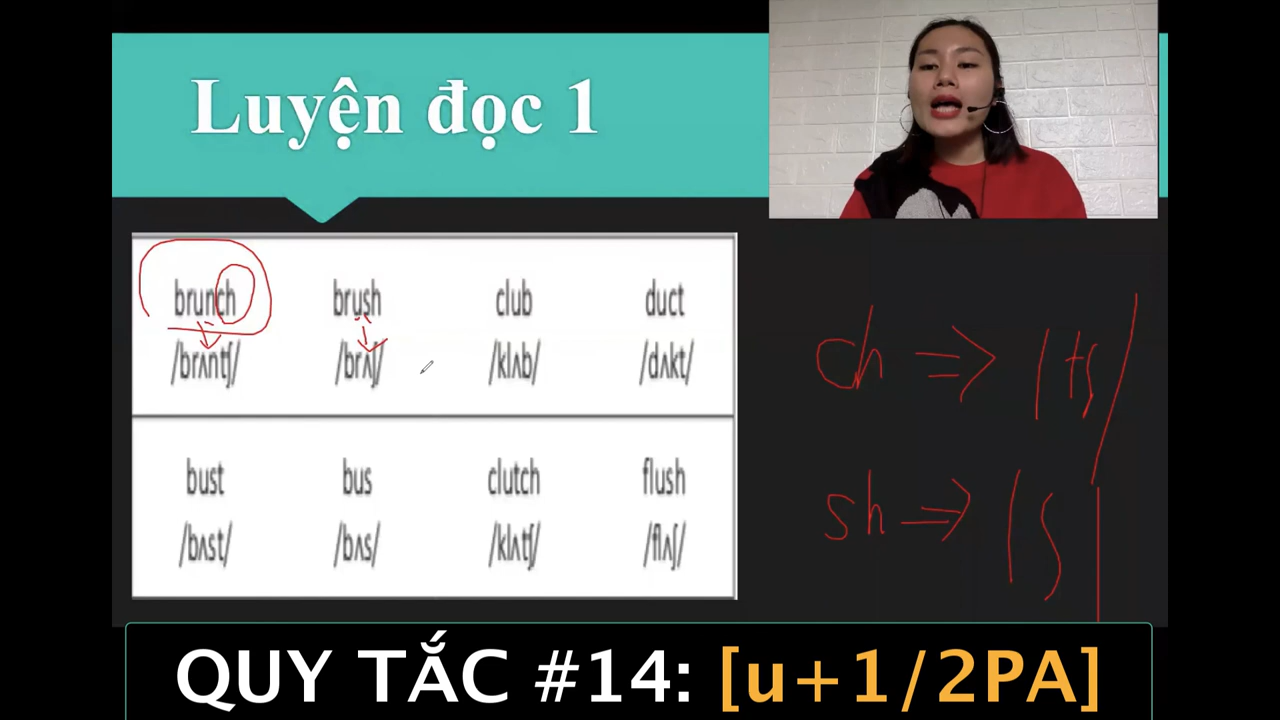 Luyện đọc 1
brunch brush club duct
/brʌntʃ/ /brʌʃ/ /klʌb/ /dʌkt/
bust bus clutch flush
/bʌst/ /bʌs/ /klʌtʃ/ /flʌʃ/
ch ⇒ /tʃ/
sh ⇒ /ʃ/
QUY TẮC #14: [u+1/2PA]